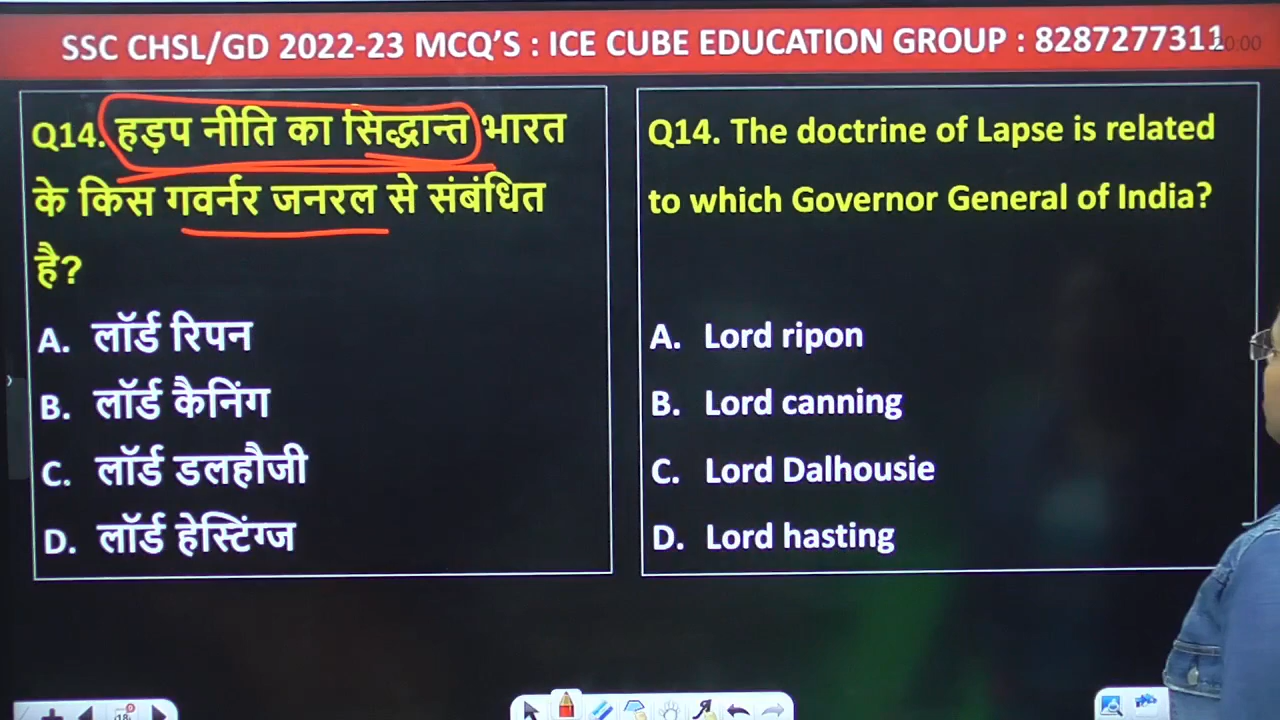 SSC CHSL/GD 2022-23 MCQ’S : ICE CUBE EDUCATION GROUP : 8287277311
20:00
Q14. हड़प नीति का सिद्धान्त भारत
के किस गवर्नर जनरल से संबंधित
है?
A. लॉर्ड रिपन
B. लॉर्ड कैनिंग
C. लॉर्ड डलहौजी
D. लॉर्ड हेस्टिंग्ज
Q14. The doctrine of Lapse is related
to which Governor General of India?
A. Lord ripon
B. Lord canning
C. Lord Dalhousie
D. Lord hasting